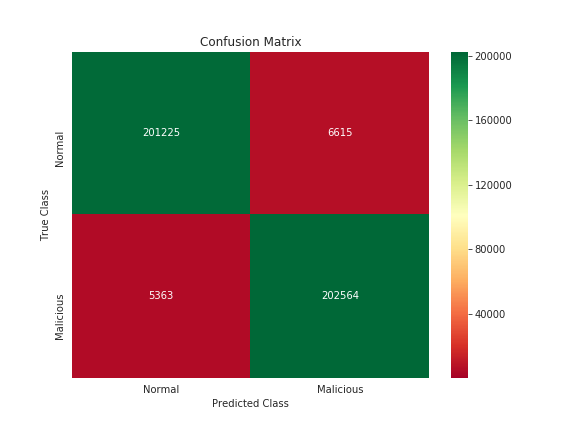 Confusion Matrix
True Class
Normal
Malicious
201225
6615
5363
202564
Normal
Malicious
Predicted Class
200000
160000
120000
80000
40000